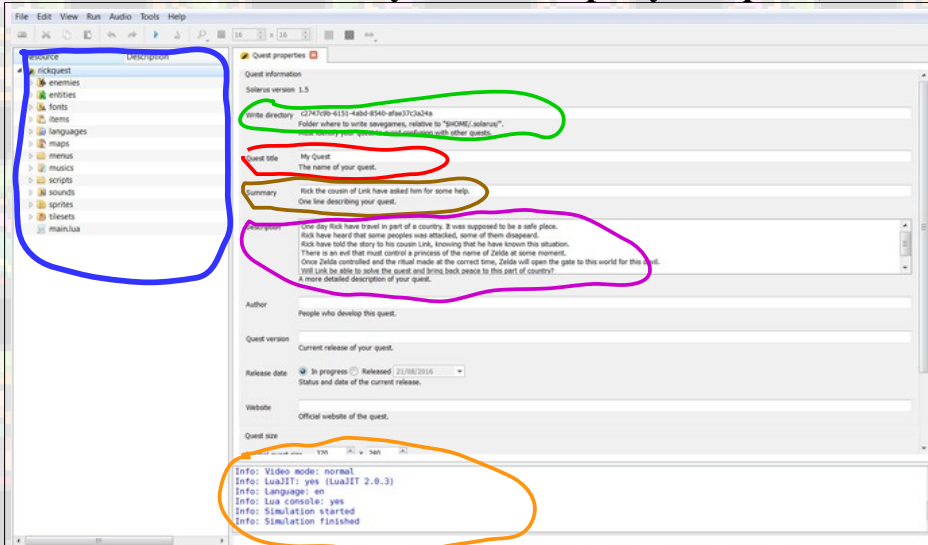 File Edit View Run Audio Tools Help
16 x 16
Resource Description
Quest properties
rickquest
enemies
entities
fonts
items
languages
maps
menus
musics
scripts
sounds
sprites
tilesets
main.lua
Quest information
Solarus version 1.5
Write directory c2747c9b-6151-4abd-8540-afae37c3a24a
Folder where to write savegames, relative to "$HOME/.solarus/".
Must identify your quest to avoid confusion with other quests.
Quest title My Quest
The name of your quest.
Summary Rick the cousin of Link have asked him for some help.
One line describing your quest.
Description One day Rick have travel in part of a country. It was supposed to be a safe place.
Rick have heard that some peoples was attacked, some of them disapeard.
Rick have told the story to his cousin Link, knowing that he have known this situation.
There is an evil that must control a princess of the name of Zelda at some moment.
Once Zelda controlled and the ritual made at the correct time, Zelda will open the gate to this world for this devil.
Will Link be able to solve the quest and bring back peace to this part of country?
A more detailed description of your quest.
Author
People who develop this quest.
Quest version
Current release of your quest.
Release date In progress Released 21/08/2016
Status and date of the current release.
Website
Official website of the quest.
Quest size
320 x 240
Info: Video mode: normal
Info: LuaJIT: yes (LuaJIT 2.0.3)
Info: Language: en
Info: Lua console: yes
Info: Simulation started
Info: Simulation finished